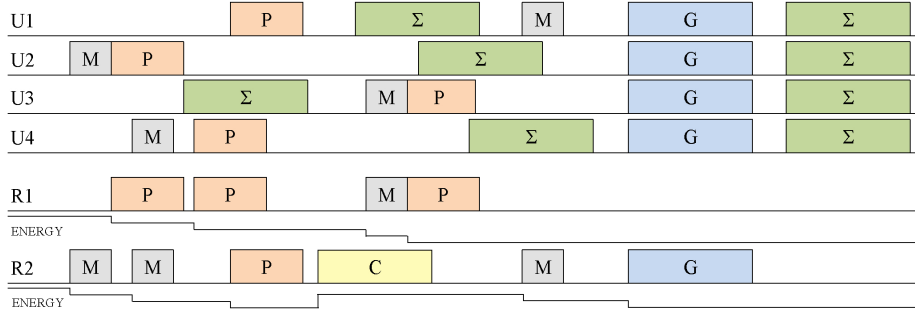 U1 P Σ M G Σ
U2 M P Σ G Σ
U3 Σ M P G Σ
U4 M P Σ G Σ
R1 P P M P
ENERGY
R2 M M P C M G
ENERGY